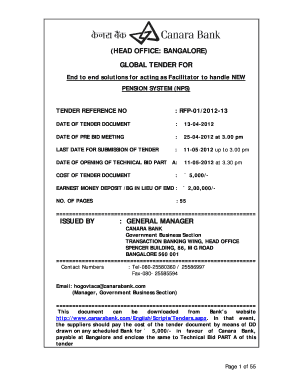 केनरा बैंक Canara Bank
(HEAD OFFICE: BANGALORE)
GLOBAL TENDER FOR
End to end solutions for acting as Facilitator to handle NEW
PENSION SYSTEM (NPS)
TENDER REFERENCE NO : RFP-01/2012-13
DATE OF TENDER DOCUMENT : 13-04-2012
DATE OF PRE BID MEETING : 25-04-2012 at 3.00 pm
LAST DATE FOR SUBMISSION OF TENDER : 11-05-2012 up to 3.00 pm
DATE OF OPENING OF TECHNICAL BID PART A: 11-05-2012 at 3.30 pm
COST OF TENDER DOCUMENT : ` 5,000/-
EARNEST MONEY DEPOSIT /BG IN LIEU OF EMD : ` 2,00,000/-
NO. OF PAGES : 55
ISSUED BY : GENERAL MANAGER
CANARA BANK
Government Business Section
TRANSACTION BANKING WING, HEAD OFFICE
SPENCER BUILDING, 86, M G ROAD
BANGALORE 560 001
Contact Numbers : Tel-080-25580360 / 25586997
Fax-080- 25585594
Email: hogovtaca@canarabank.com
(Manager, Government Business Section)
This document can be downloaded from Bank's website
http://www.canarabank.com/English/Scripts/Tenders.aspx. In that event,
the suppliers should pay the cost of the tender document by means of DD
drawn on any scheduled Bank for ` 5,000/- in favour of Canara Bank,
payable at Bangalore and enclose the same to Technical Bid PART A of this
tender
Page 1 of 55